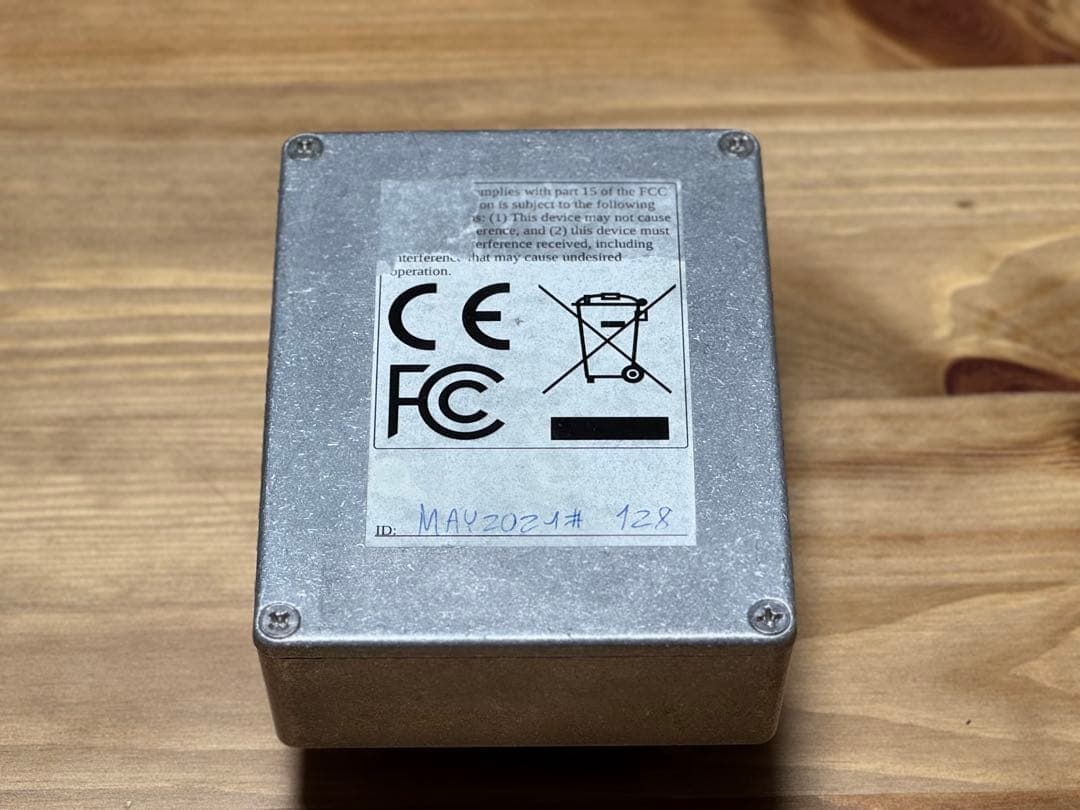 mplies with part 15 of the FCC
on is subject to the following
s: (1) This device may not cause
erence, and (2) this device must
erference received, including
interference that may cause undesired
operation.
CE
FC
ID: MAY2021# 128